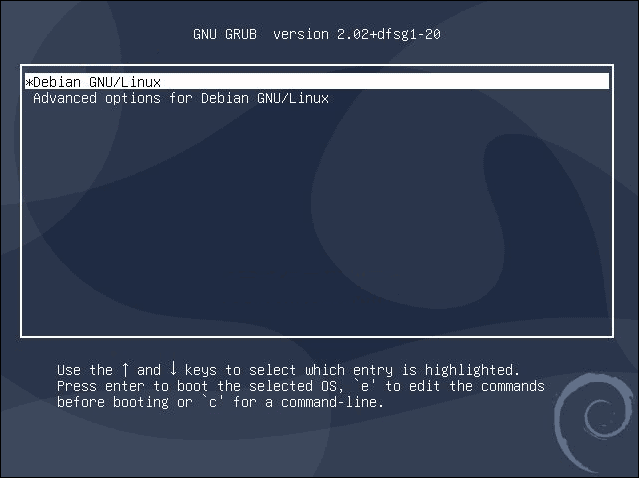 GNU GRUB  version 2.02+dfsg1-20
*Debian GNU/Linux
Advanced options for Debian GNU/Linux
Use the ↑ and ↓ keys to select which entry is highlighted.
Press enter to boot the selected OS, `e' to edit the commands
before booting or `c' for a command-line.